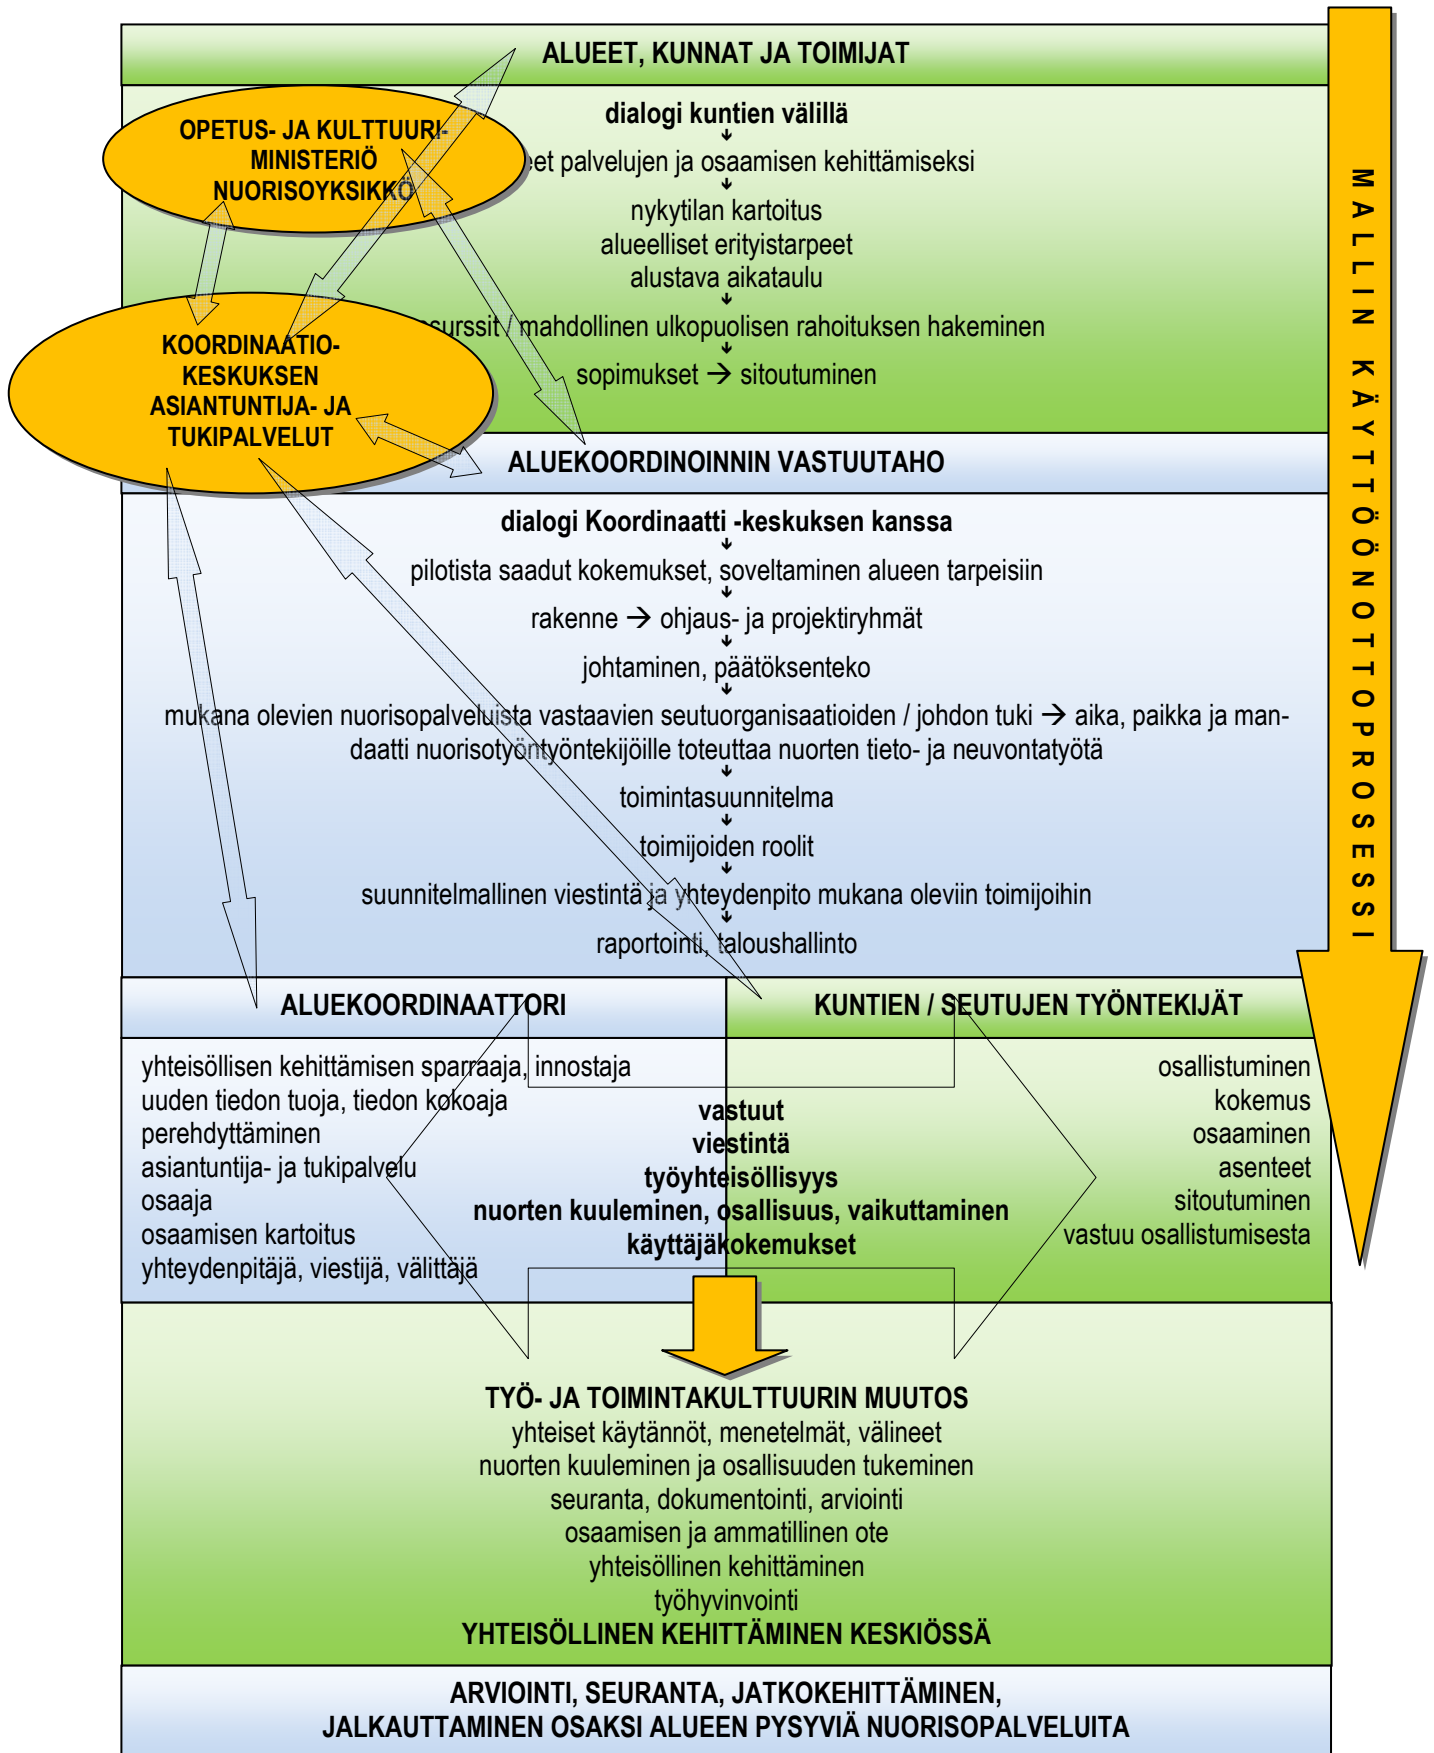 ALUEET, KUNNAT JA TOIMIJAT
OPETUS- JA KULTTUURI-
MINISTERIÖ
NUORISOYKSIKKÖ
dialogi kuntien välillä
palvelujen ja osaamisen kehittämiseksi
nykytilan kartoitus
alueelliset erityistarpeet
alustava aikataulu
/ mahdollinen ulkopuolisen rahoituksen hakeminen
sopimukset → sitoutuminen
KOORDINAATIO-
KESKUKSEN
ASIANTUNTIJA- JA
TUKIPALVELUT
MALLIN KÄYTTÖÖNOTTOPROSESSI
ALUEKOORDINOINNIN VASTUUTAHO
dialogi Koordinaatti -keskuksen kanssa
pilotista saadut kokemukset, soveltaminen alueen tarpeisiin
rakenne → ohjaus- ja projektiryhmät
johtaminen, päätöksenteko
mukana olevien nuorisopalveluista vastaavien seutuorganisaatioiden / johdon tuki → aika, paikka ja man-
daatti nuorisotyöntyöntekijöille toteuttaa nuorten tieto- ja neuvontatyötä
toimintasuunnitelma
toimijoiden roolit
suunnitelmallinen viestintä ja yhteydenpito mukana oleviin toimijoihin
raportointi, taloushallinto
ALUEKOORDINAATTORI
yhteisöllisen kehittämisen sparraaja, innostaja
uuden tiedon tuoja, tiedon kokoaja
perehdyttäminen
asiantuntija- ja tukipalvelu
osaaja
osaamisen kartoitus
yhteydenpitäjä, viestijä, välittäjä
vastuut
viestintä
työyhteisöllisyys
nuorten kuuleminen, osallisuus, vaikuttaminen
käyttäjäkokemukset
KUNTIEN / SEUTUJEN TYÖNTEKIJÄT
osallistuminen
kokemus
osaaminen
asenteet
sitoutuminen
vastuu osallistumisesta
TYÖ- JA TOIMINTAKULTTUURIN MUUTOS
yhteiset käytännöt, menetelmät, välineet
nuorten kuuleminen ja osallisuuden tukeminen
seuranta, dokumentointi, arviointi
osaamisen ja ammatillinen ote
yhteisöllinen kehittäminen
työhyvinvointi
YHTEISÖLLINEN KEHITTÄMINEN KESKIÖSSÄ
ARVIOINTI, SEURANTA, JATKOKEHITTÄMINEN,
JALKAUTTAMINEN OSAKSI ALUEEN PYSYVIÄ NUORISOPALVELUITA